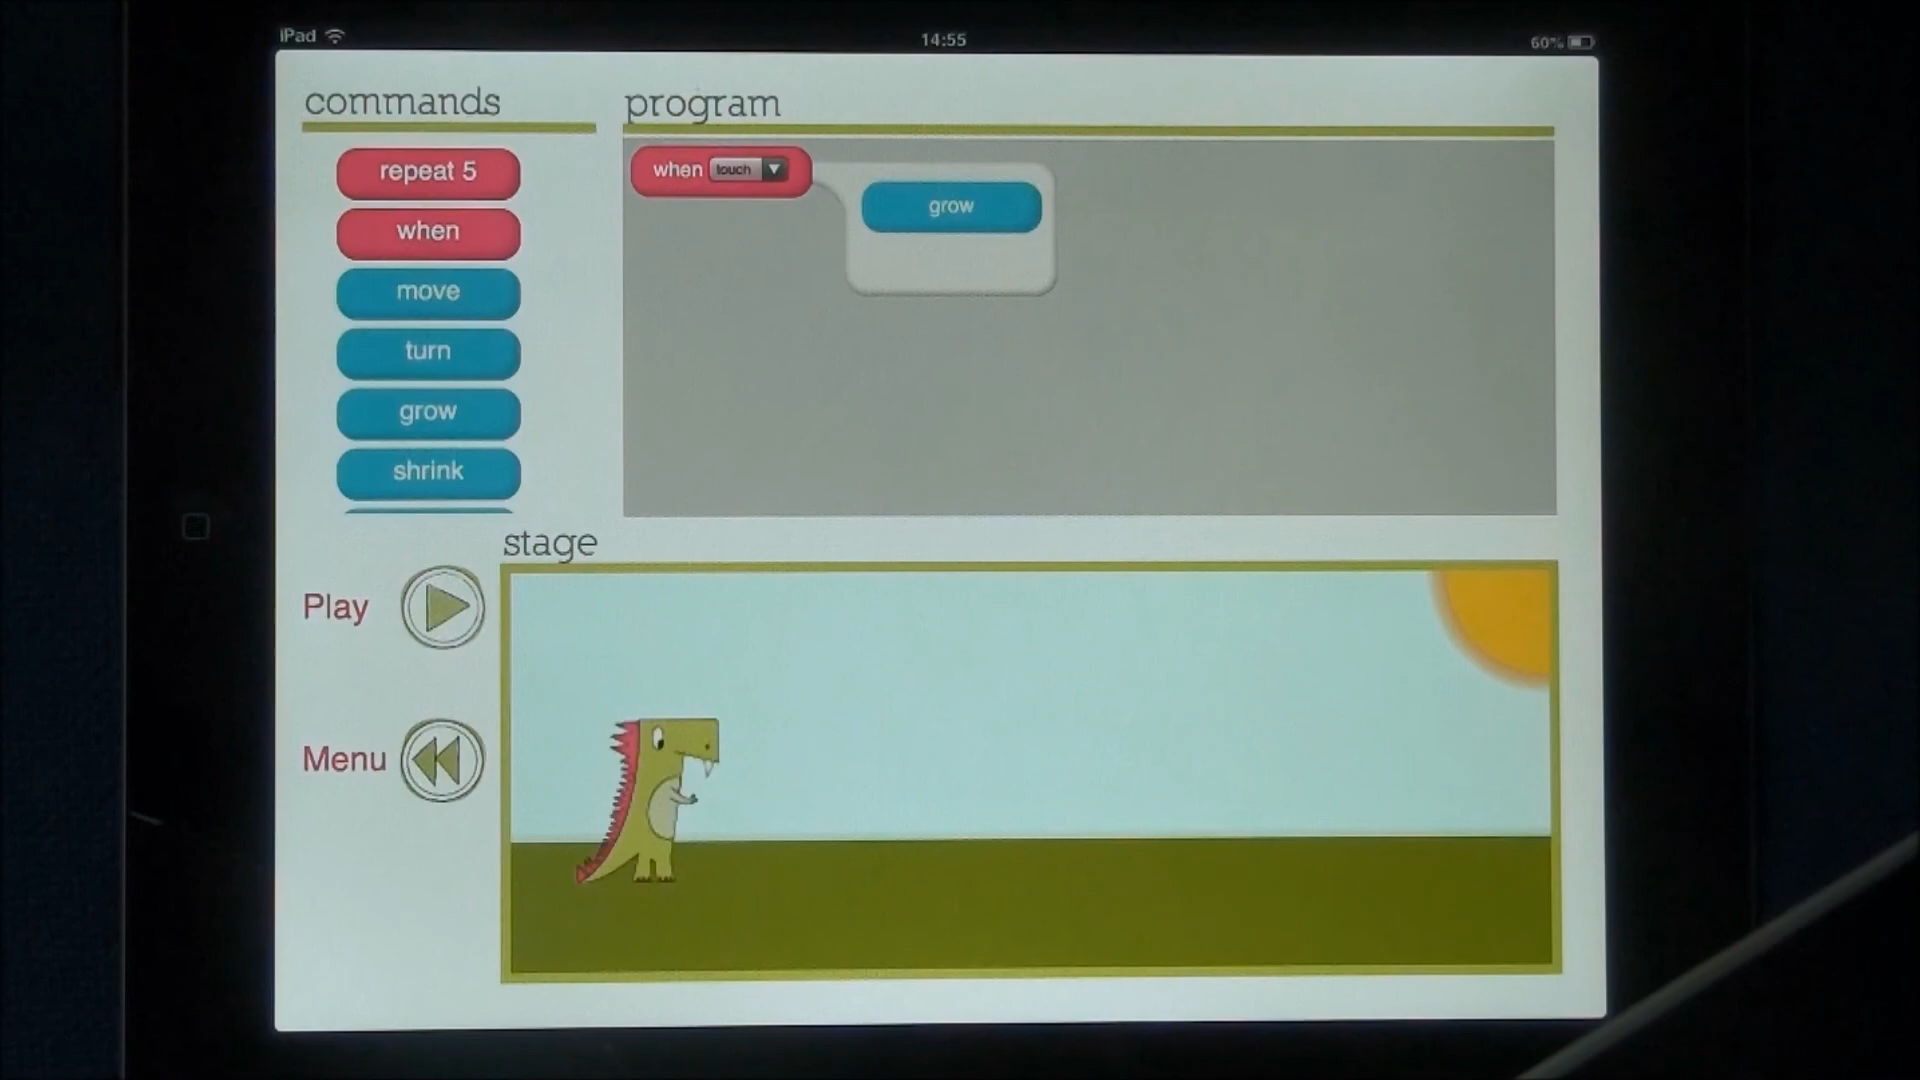 iPad
14:55
60%
commands
program
repeat 5
when
move
turn
grow
shrink
when touch
grow
stage
Play
Menu